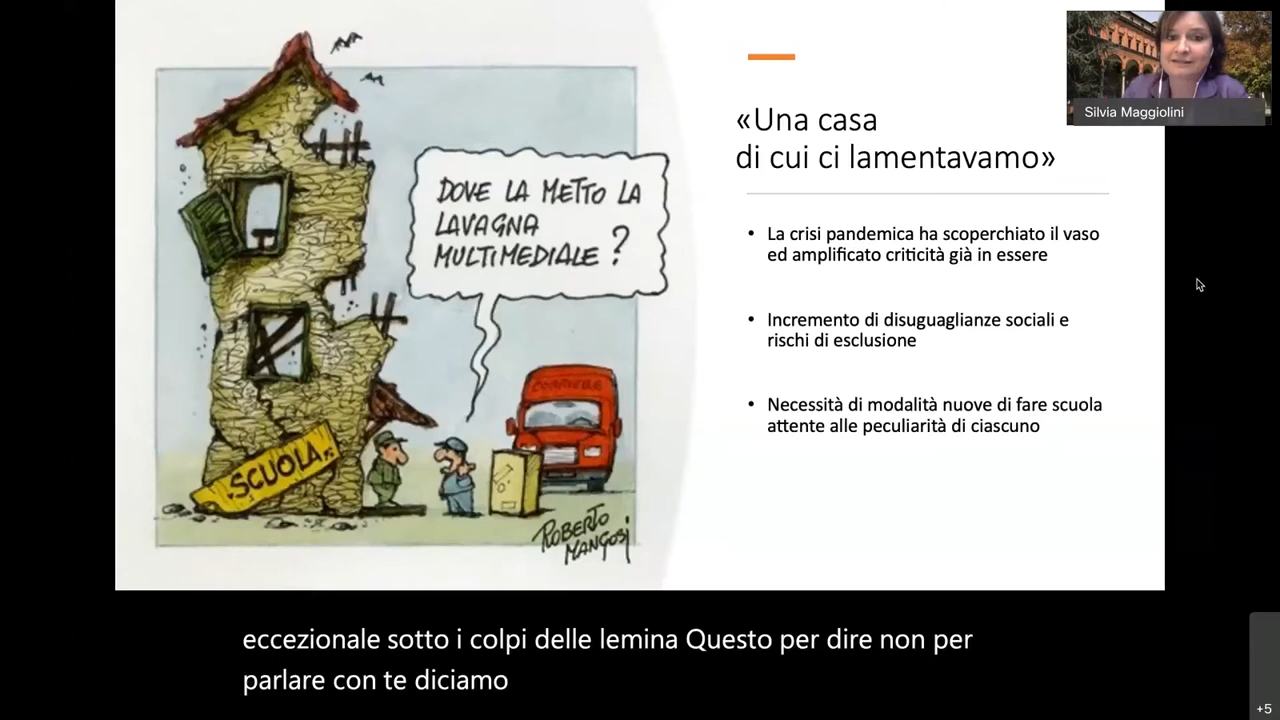 «Una casa
di cui ci lamentavamo»
DOVE LA METTO LA
LAVAGNA
MULTIMEDIALE ?
CORRIERE
SCUOLA
ROBERTO
MANGOSI
• La crisi pandemica ha scoperchiato il vaso
ed amplificato criticità già in essere
• Incremento di disuguaglianze sociali e
rischi di esclusione
• Necessità di modalità nuove di fare scuola
attente alle peculiarità di ciascuno
Silvia Maggiolini
eccezionale sotto i colpi delle lemina Questo per dire non per
parlare con te diciamo
+5